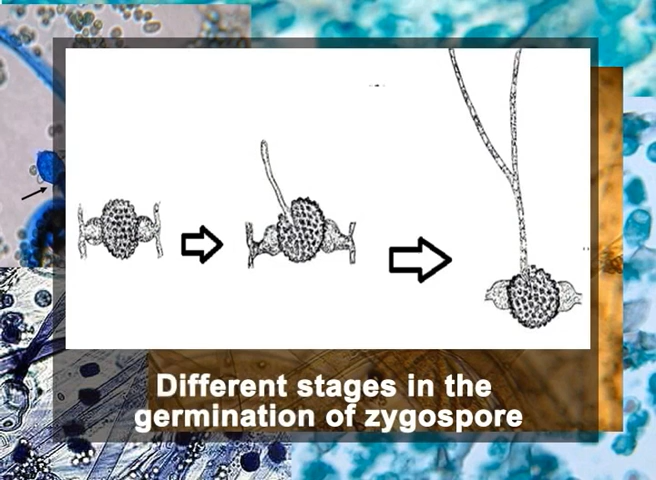 Different stages in the
germination of zygospore